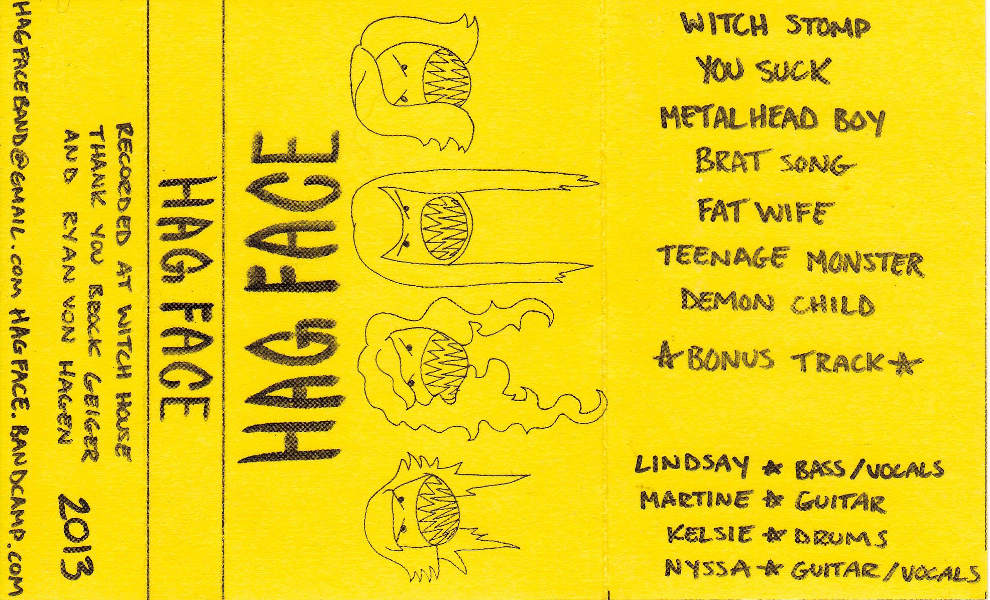 HAGFACEBAND@GMAIL.COM HAGFACE.BANDCAMP.COM
RECORDED AT WITCH HOUSE
THANK YOU BROCK GEIGER
AND RYAN VON HAGEN
2013
HAG FACE
HAG FACE
WITCH STOMP
YOU SUCK
METALHEAD BOY
BRAT SONG
FAT WIFE
TEENAGE MONSTER
DEMON CHILD
☆BONUS TRACK☆
LINDSAY ☆ BASS/VOCALS
MARTINE ☆ GUITAR
KELSIE ☆ DRUMS
NYSSA ☆ GUITAR/VOCALS